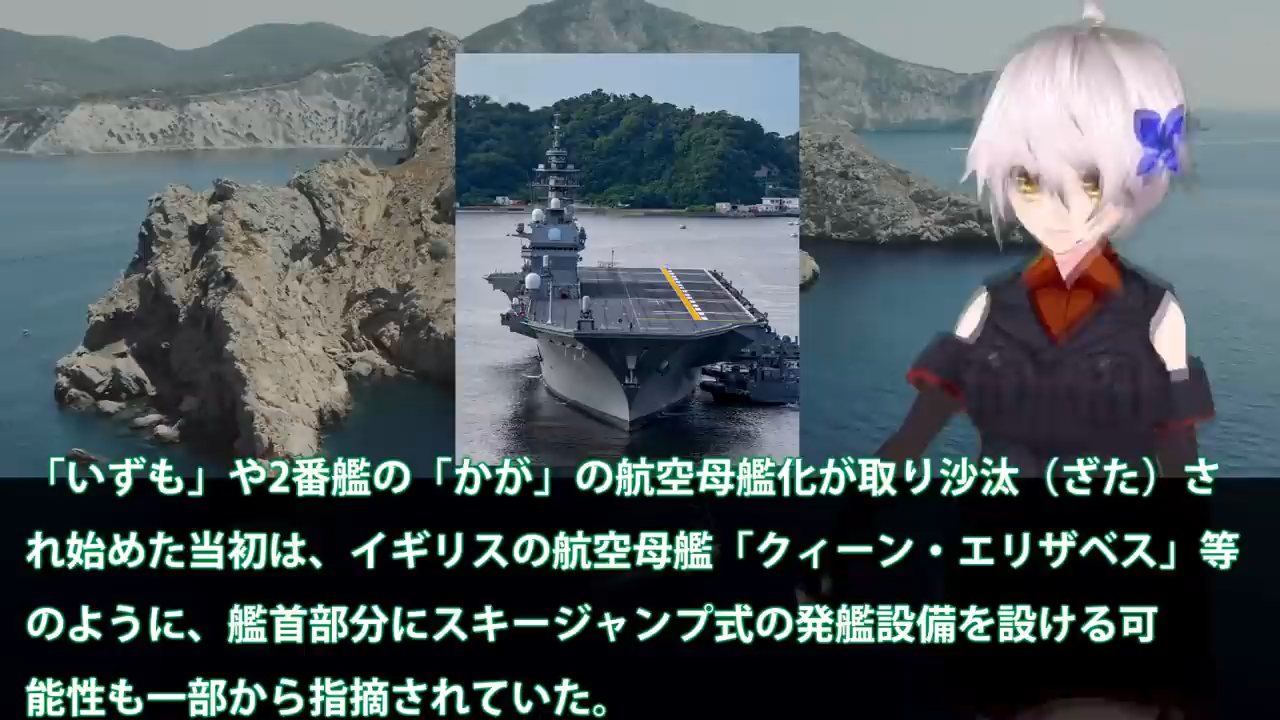 「いずも」や2番艦の「かが」の航空母艦化が取り沙汰（ざた）さ
れ始めた当初は、イギリスの航空母艦「クィーン・エリザベス」等
のように、艦首部分にスキージャンプ式の発艦設備を設ける可
能性も一部から指摘されていた。